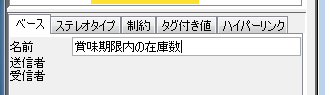 ベース ステレオタイプ 制約 タグ付き値 ハイパーリンク
名前 賞味期限内の在庫数
送信者
受信者